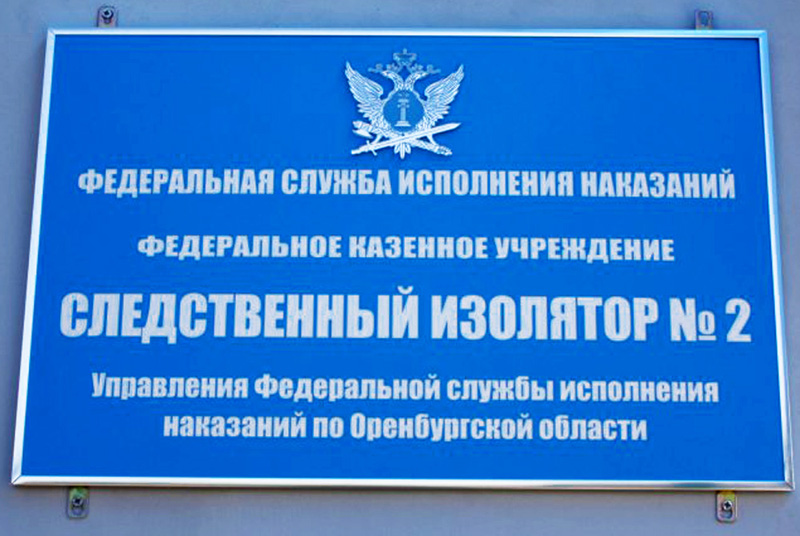 ФЕДЕРАЛЬНАЯ СЛУЖБА ИСПОЛНЕНИЯ НАКАЗАНИЙ
ФЕДЕРАЛЬНОЕ КАЗЕННОЕ УЧРЕЖДЕНИЕ
СЛЕДСТВЕННЫЙ ИЗОЛЯТОР № 2
Управления Федеральной службы исполнения
наказаний по Оренбургской области